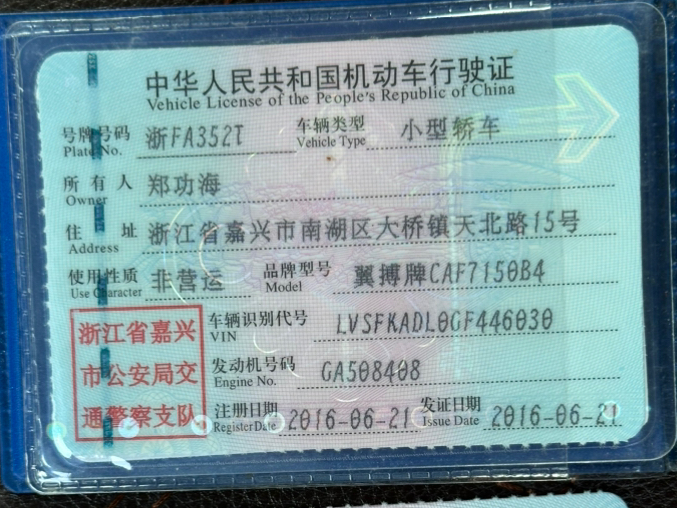 中华人民共和国机动车行驶证
Vehicle License of the People's Republic of China
号牌号码 浙FA352T 车辆类型 小型轿车
Plate No. Vehicle Type
所有人 郑功海
Owner
住址 浙江省嘉兴市南湖区大桥镇天北路15号
Address
使用性质 非营运 品牌型号 翼搏牌CAF7150B4
Use Character Model
浙江省嘉兴
市公安局交
通警察支队
车辆识别代号 LVSFKADL0GF446030
VIN
发动机号码 GA508408
Engine No.
注册日期 2016-06-21 发证日期 2016-06-21
Register Date Issue Date